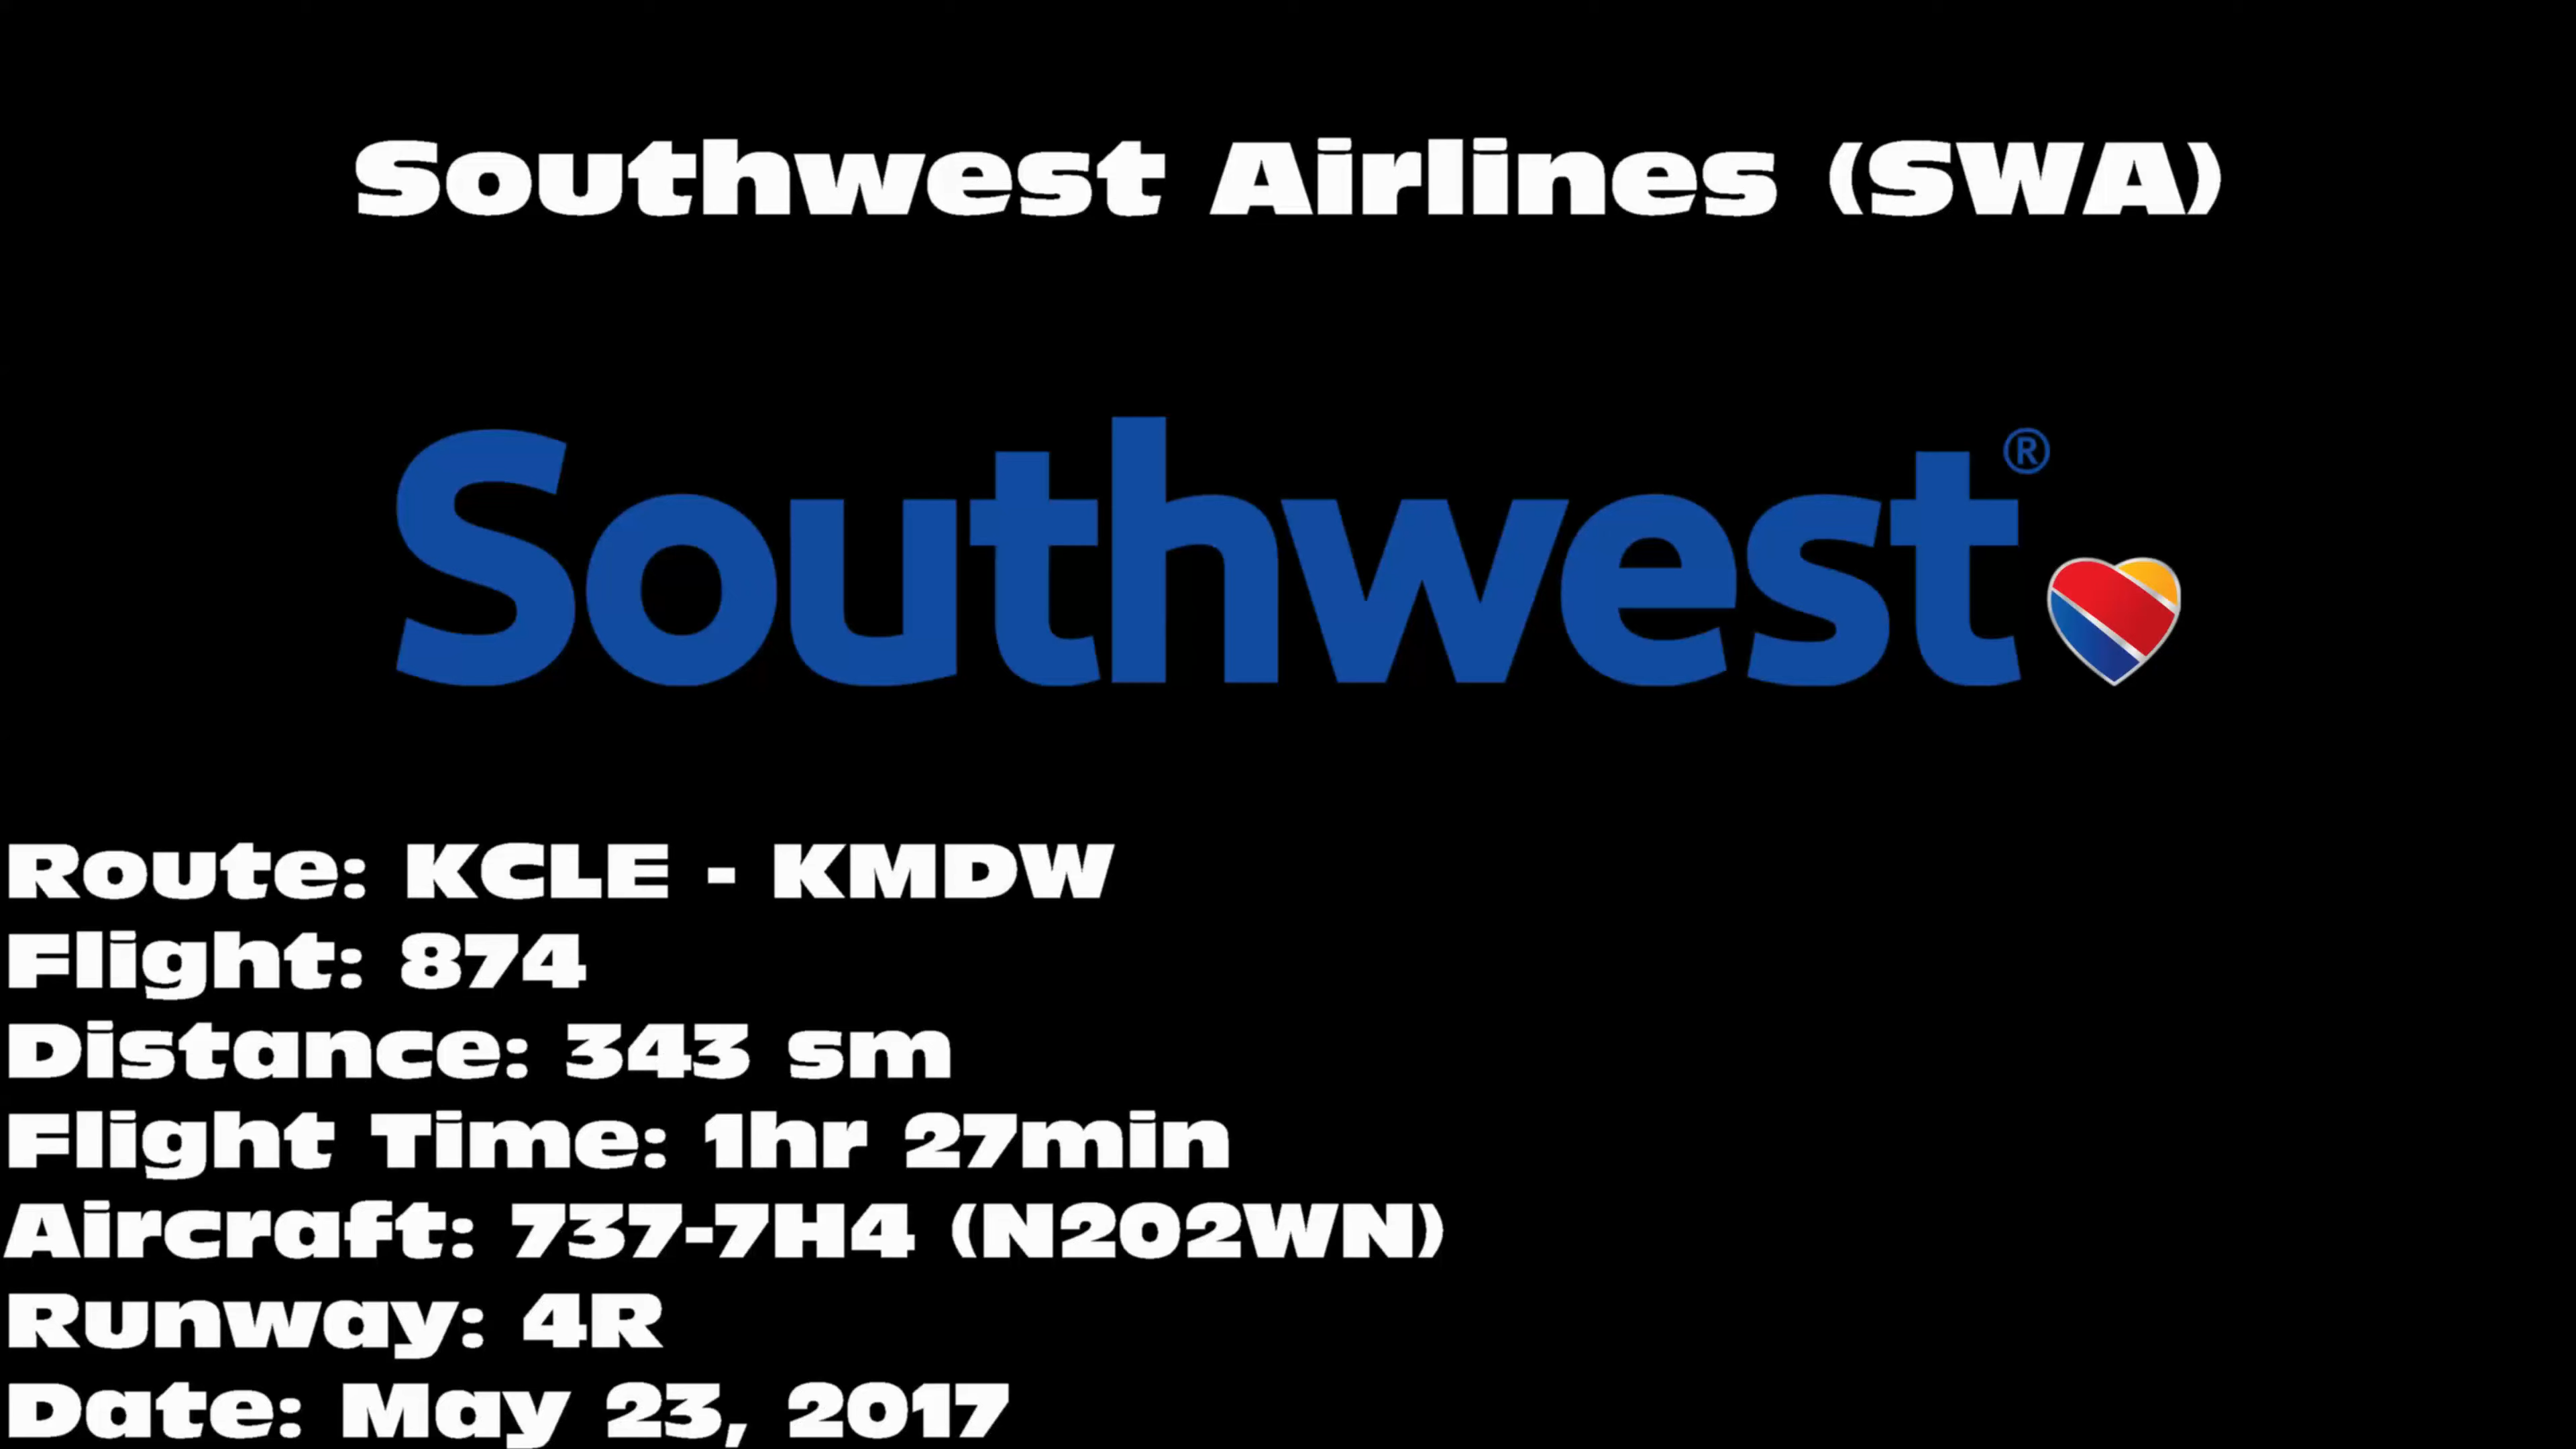 Southwest Airlines (SWA)
Southwest®
Route: KCLE - KMDW
Flight: 874
Distance: 343 sm
Flight Time: 1hr 27min
Aircraft: 737-7H4 (N202WN)
Runway: 4R
Date: May 23, 2017